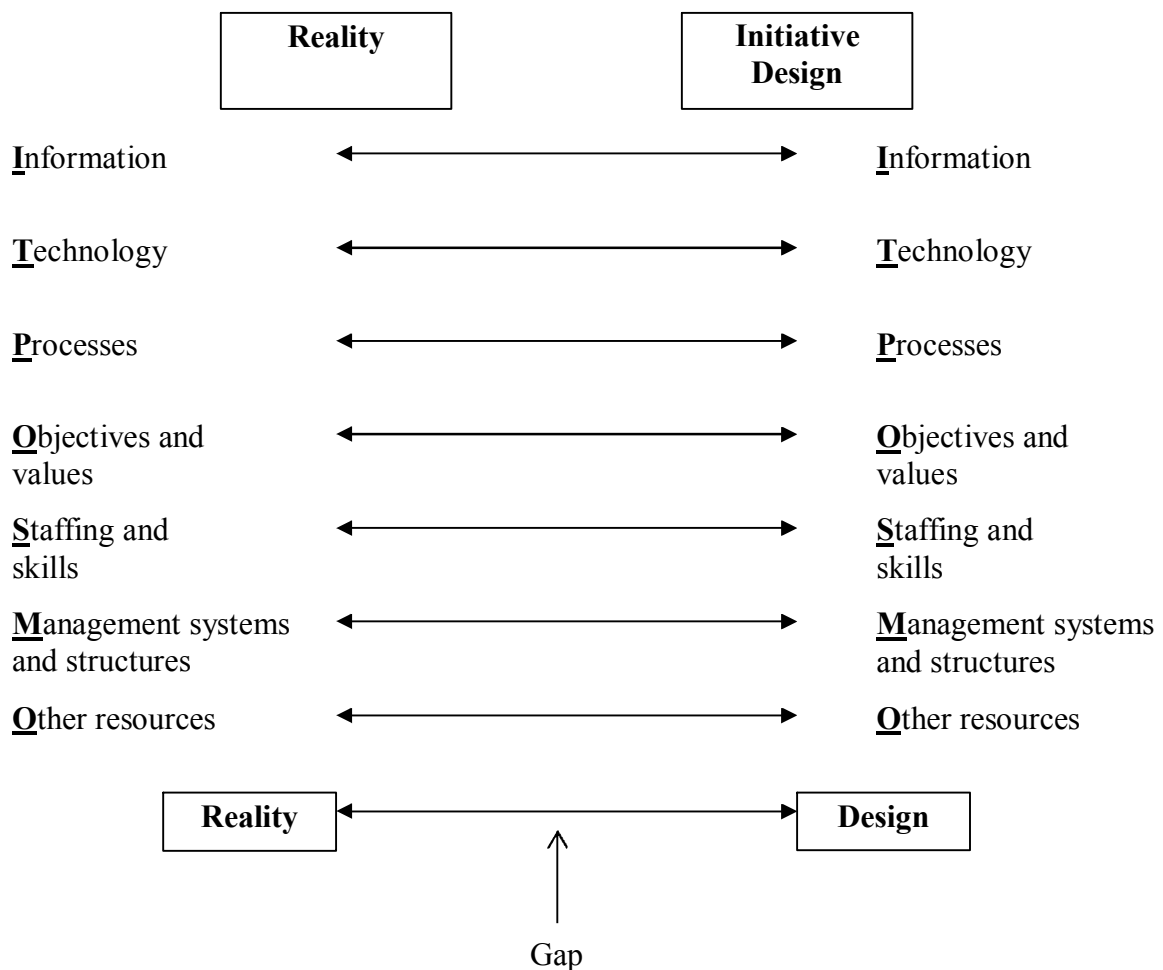 Reality
Initiative
Design
Information
Information
Technology
Technology
Processes
Processes
Objectives and
values
Objectives and
values
Staffing and
skills
Staffing and
skills
Management systems
and structures
Management systems
and structures
Other resources
Other resources
Reality
Design
Gap